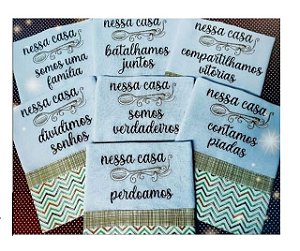 nessa casa
somos uma
família
nessa casa
batalhamos
juntos
nessa casa
compartilhamos
vitórias
nessa casa
dividimos
sonhos
nessa casa
somos
verdadeiros
nessa casa
contamos
piadas
nessa casa
perdoamos